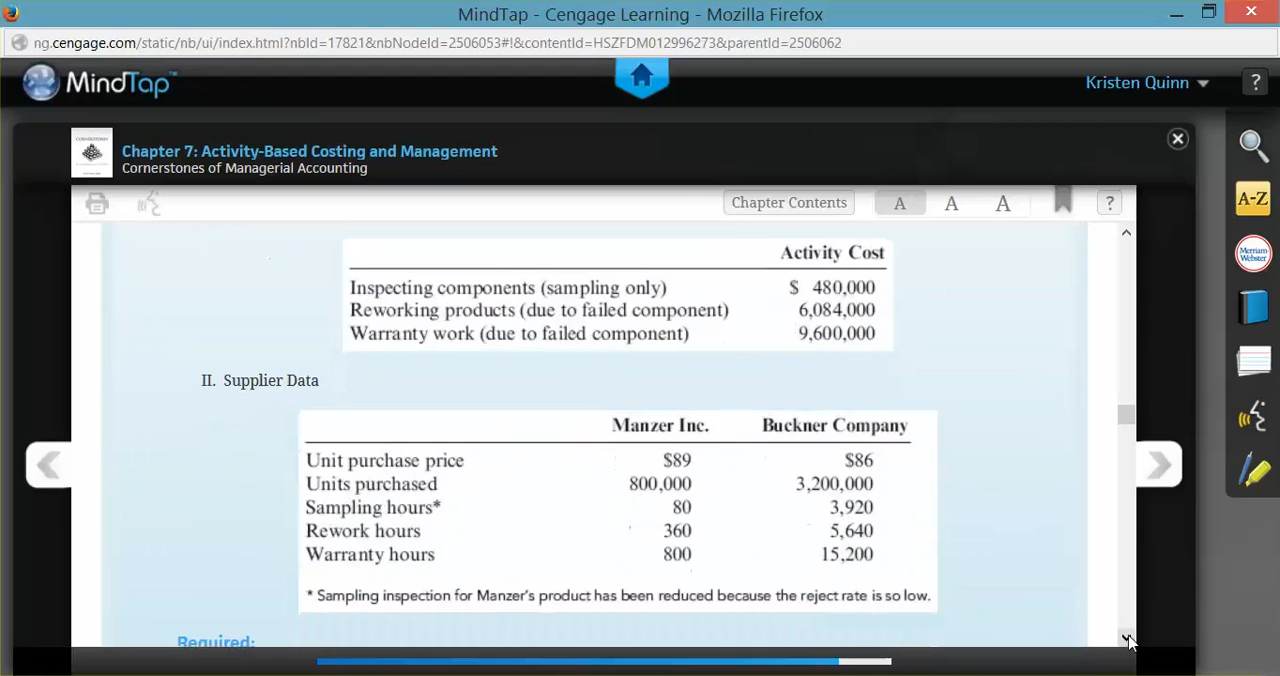 MindTap - Cengage Learning - Mozilla Firefox
ng.cengage.com/static/nb/ui/index.html?nbId=17821&nbNodeId=2506053#!&contentId=HSZFDM012996273&parentId=2506062
MindTap™
Kristen Quinn
?
Chapter 7: Activity-Based Costing and Management
Cornerstones of Managerial Accounting
Chapter Contents
A A A
?
A-Z
Merriam-Webster
Activity Cost
Inspecting components (sampling only) $ 480,000
Reworking products (due to failed component) 6,084,000
Warranty work (due to failed component) 9,600,000
II. Supplier Data
Manzer Inc. Buckner Company
Unit purchase price $89 $86
Units purchased 800,000 3,200,000
Sampling hours* 80 3,920
Rework hours 360 5,640
Warranty hours 800 15,200
* Sampling inspection for Manzer's product has been reduced because the reject rate is so low.
Required: